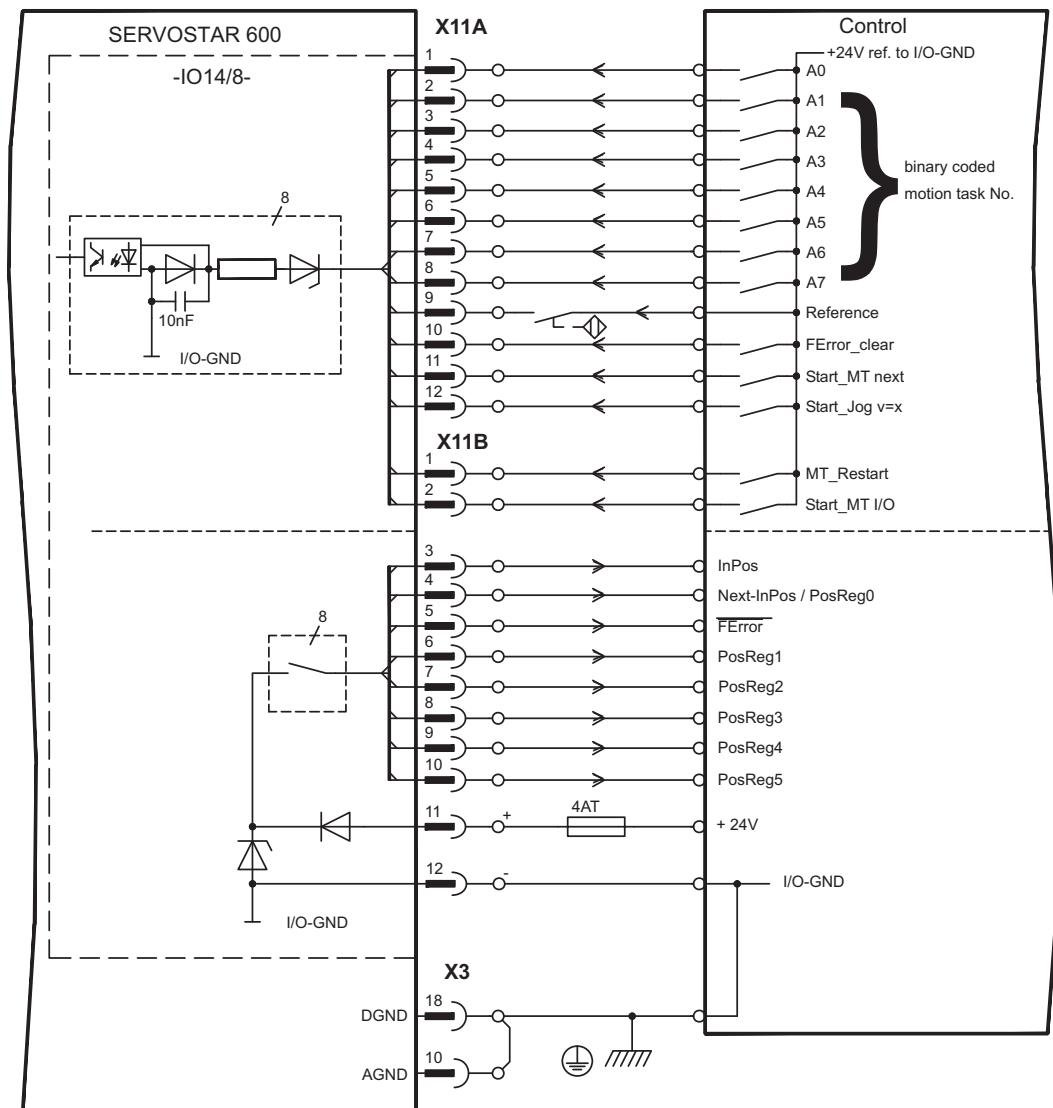 SERVOSTAR 600
-IO14/8-
X11A
Control
+24V ref. to I/O-GND
1
A0
2
A1
3
A2
4
A3
5
A4
6
A5
7
A6
8
A7
binary coded
motion task No.
8
10nF
I/O-GND
9
Reference
10
FError_clear
11
Start_MT next
12
Start_Jog v=x
X11B
1
MT_Restart
2
Start_MT I/O
3
InPos
4
Next-InPos / PosReg0
5
FError
8
6
PosReg1
7
PosReg2
8
PosReg3
9
PosReg4
10
PosReg5
11
+
4AT
+ 24V
12
-
I/O-GND
I/O-GND
X3
DGND
18
AGND
10